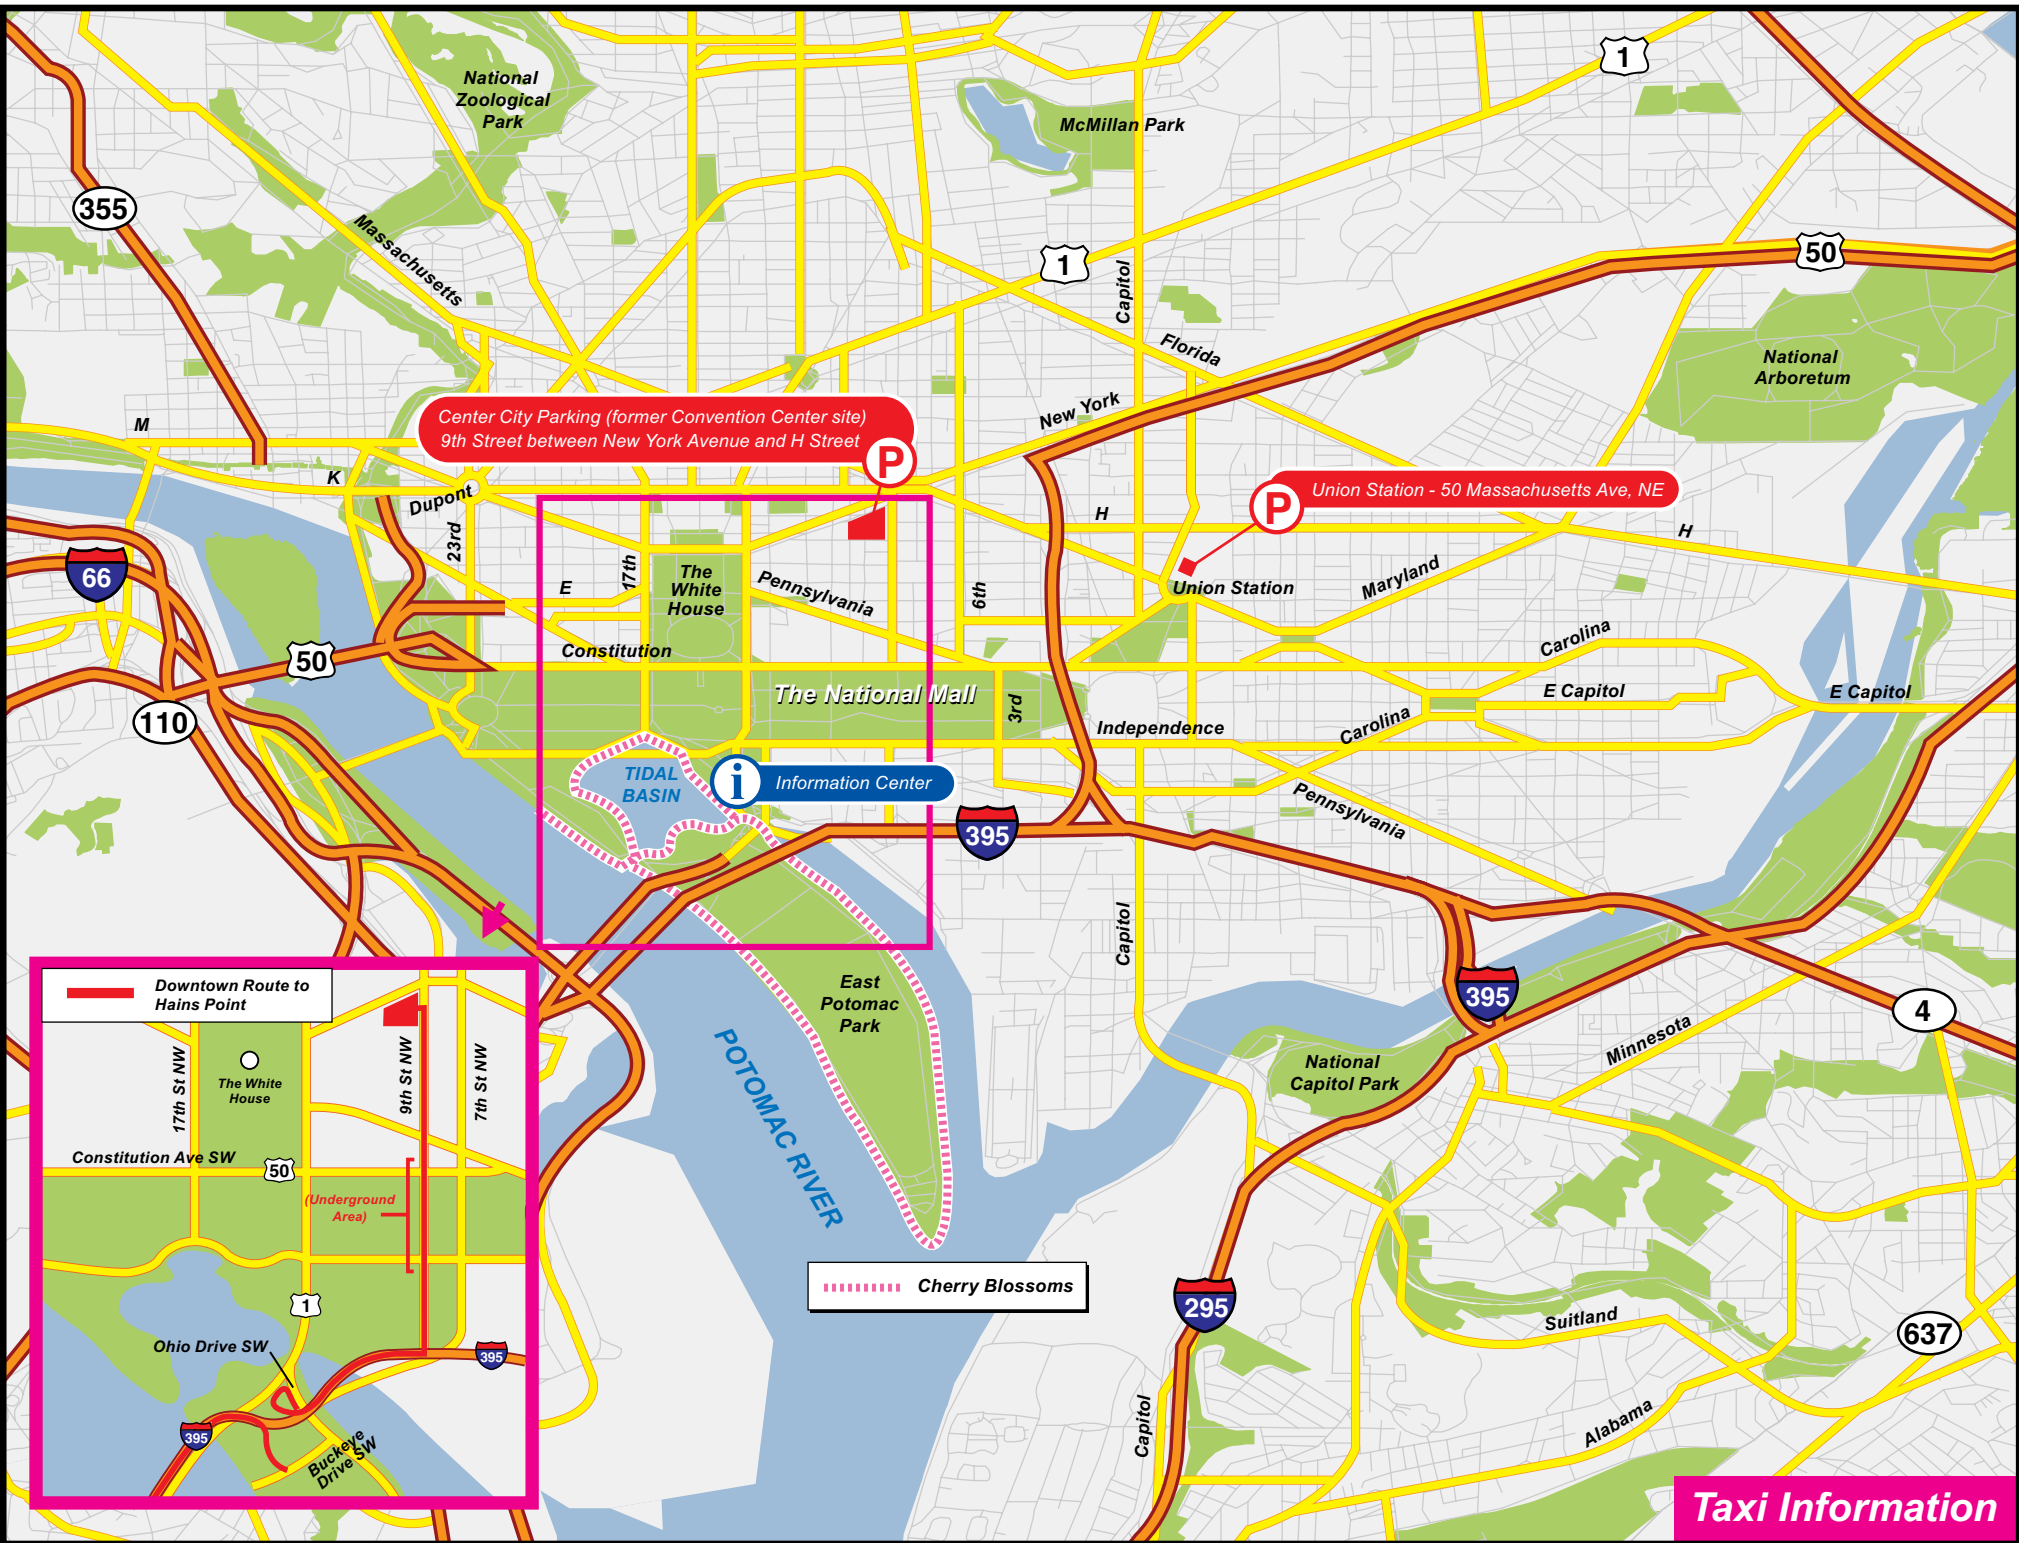 National
Zoological
Park
McMillan Park
1
355
Massachusetts
1
Capitol
50
Florida
National
Arboretum
New York
M
Center City Parking (former Convention Center site)
9th Street between New York Avenue and H Street
P
K
Dupont
P
Union Station - 50 Massachusetts Ave, NE
H
H
23rd
66
E
17th
The
White
House
Pennsylvania
6th
Union Station
Maryland
50
Constitution
Carolina
The National Mall
3rd
E Capitol
E Capitol
110
Independence
Carolina
TIDAL
BASIN
i
Information Center
Pennsylvania
395
Capitol
East
Potomac
Park
395
4
Minnesota
National
Capitol Park
POTOMAC RIVER
Downtown Route to
Hains Point
17th St NW
The White
House
9th St NW
7th St NW
Constitution Ave SW
50
(Underground
Area)
1
Ohio Drive SW
395
395
Buckeye
Drive SW
Cherry Blossoms
295
Suitland
637
Capitol
Alabama
Taxi Information